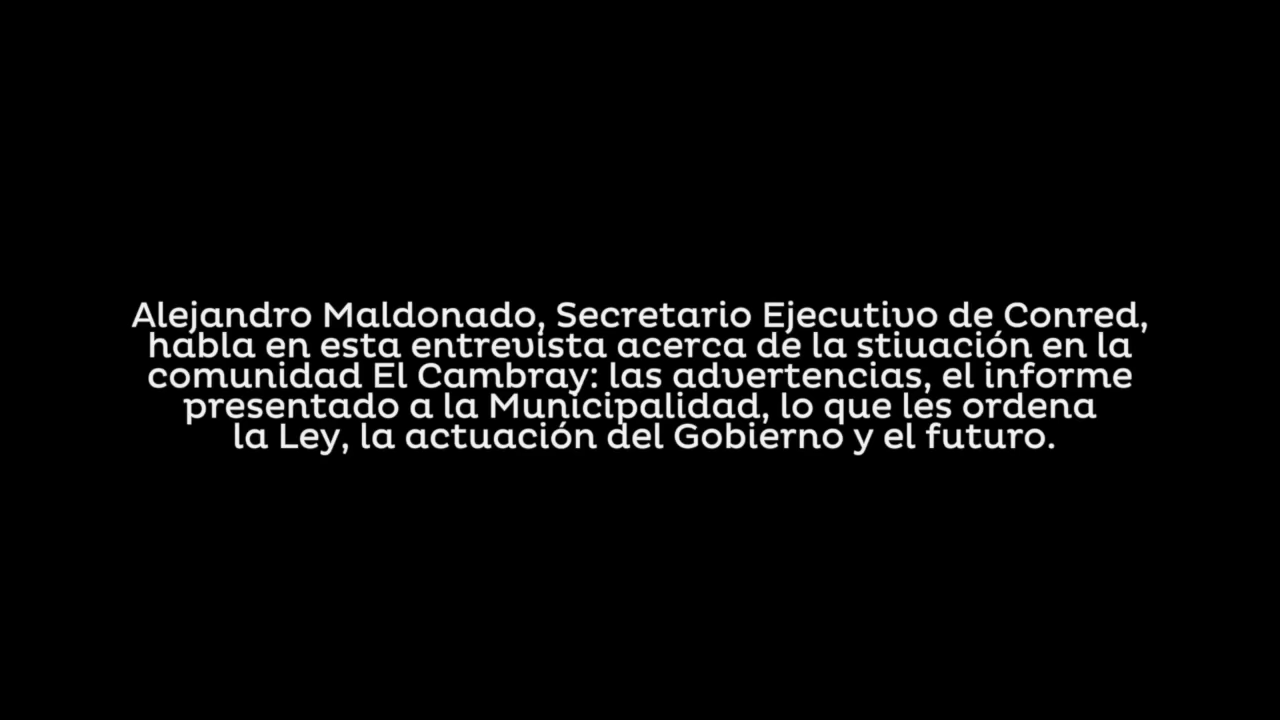 Alejandro Maldonado, Secretario Ejecutivo de Conred,
habla en esta entrevista acerca de la stiuación en la
comunidad El Cambray: las advertencias, el informe
presentado a la Municipalidad, lo que les ordena
la Ley, la actuación del Gobierno y el futuro.